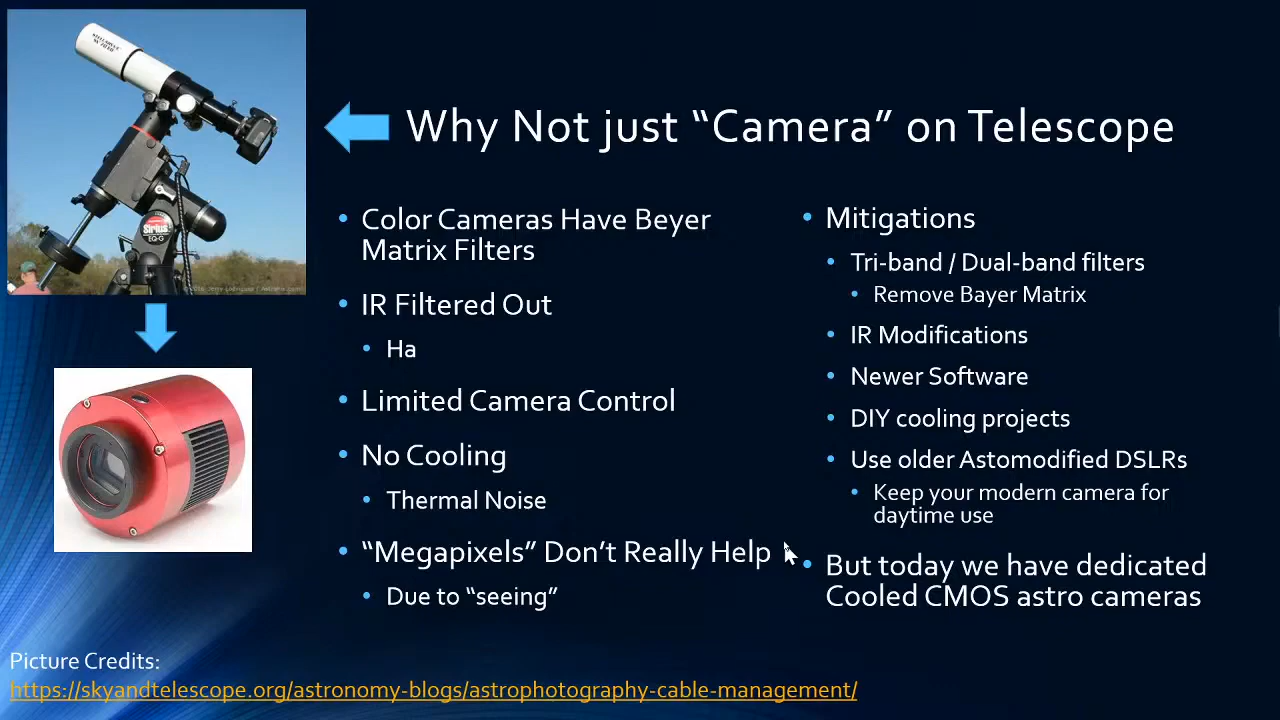 Why Not just “Camera” on Telescope
Sirius
EQ-G
• Color Cameras Have Beyer
Matrix Filters
• IR Filtered Out
• Ha
• Limited Camera Control
• No Cooling
• Thermal Noise
• “Megapixels” Don’t Really Help
• Due to “seeing”
• Mitigations
• Tri-band / Dual-band filters
• Remove Bayer Matrix
• IR Modifications
• Newer Software
• DIY cooling projects
• Use older Astomodified DSLRs
• Keep your modern camera for
daytime use
• But today we have dedicated
Cooled CMOS astro cameras
Picture Credits:
https://skyandtelescope.org/astronomy-blogs/astrophotography-cable-management/